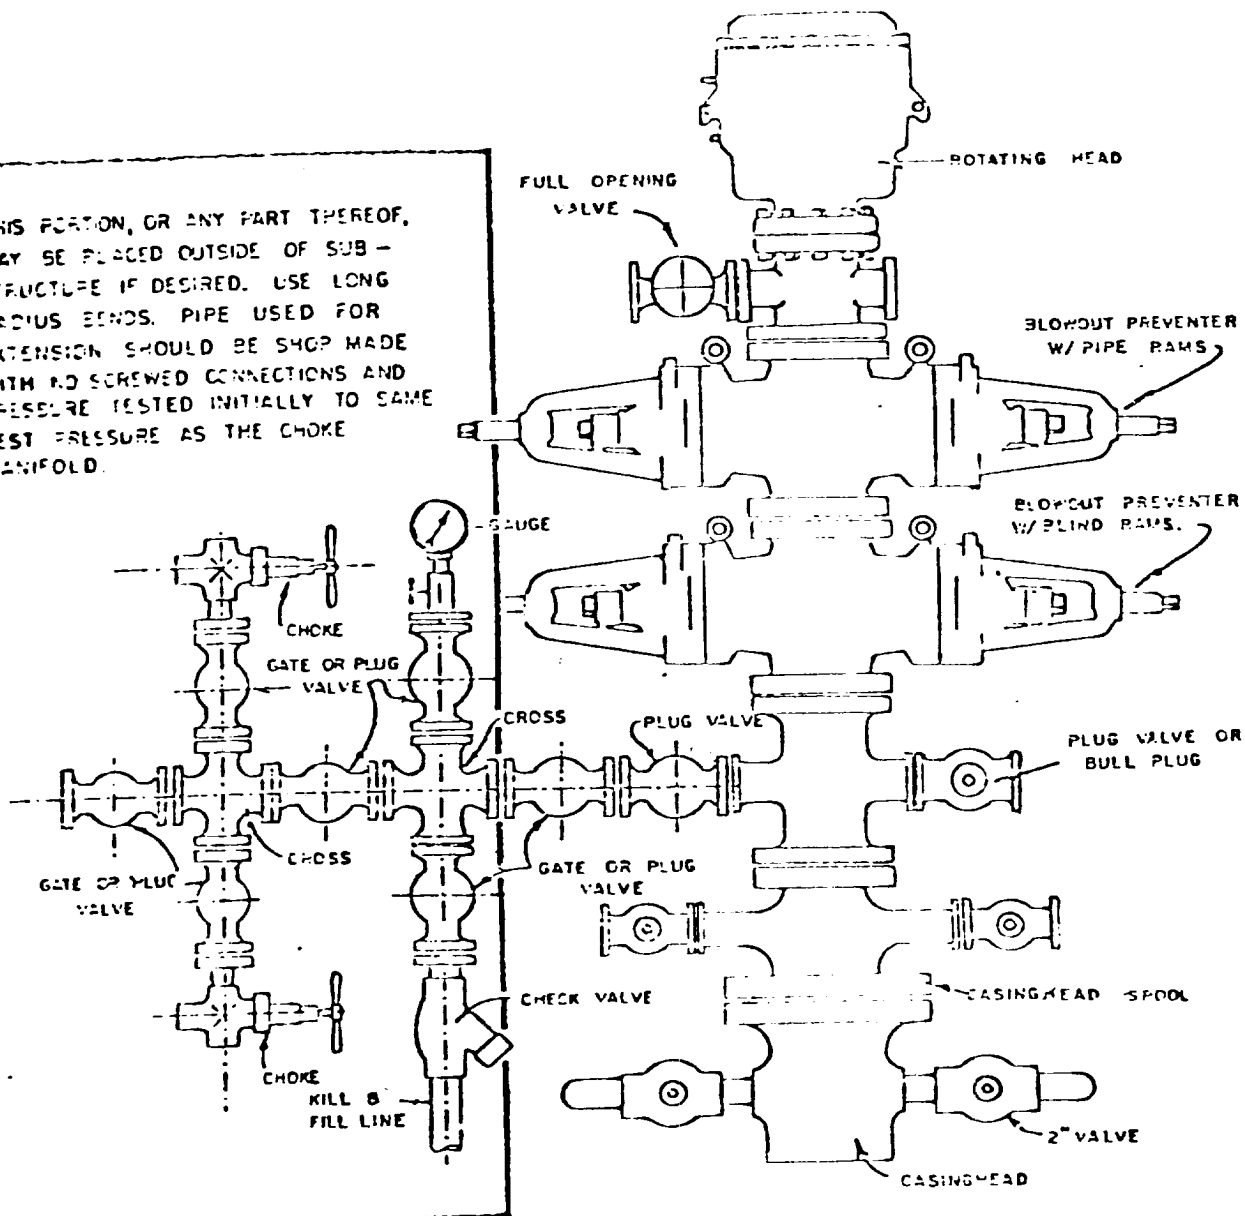 THIS PORTION, OR ANY PART THEREOF,
MAY BE PLACED OUTSIDE OF SUB-
STRUCTURE IF DESIRED. USE LONG
RADIUS BENDS. PIPE USED FOR
EXTENSION SHOULD BE SHOP MADE
WITH NO SCREWED CONNECTIONS AND
PRESSURE TESTED INITIALLY TO SAME
TEST PRESSURE AS THE CHOKE
MANIFOLD.
ROTATING HEAD
FULL OPENING
VALVE
BLOWOUT PREVENTER
W/ PIPE RAMS
BLOWOUT PREVENTER
W/ BLIND RAMS.
GAUGE
CHOKE
GATE OR PLUG
VALVE
CROSS
PLUG VALVE
PLUG VALVE OR
BULL PLUG
CROSS
GATE OR PLUG
VALVE
GATE OR PLUG
VALVE
CHECK VALVE
CASINGHEAD SPOOL
CHOKE
KILL &
FILL LINE
2" VALVE
CASINGHEAD